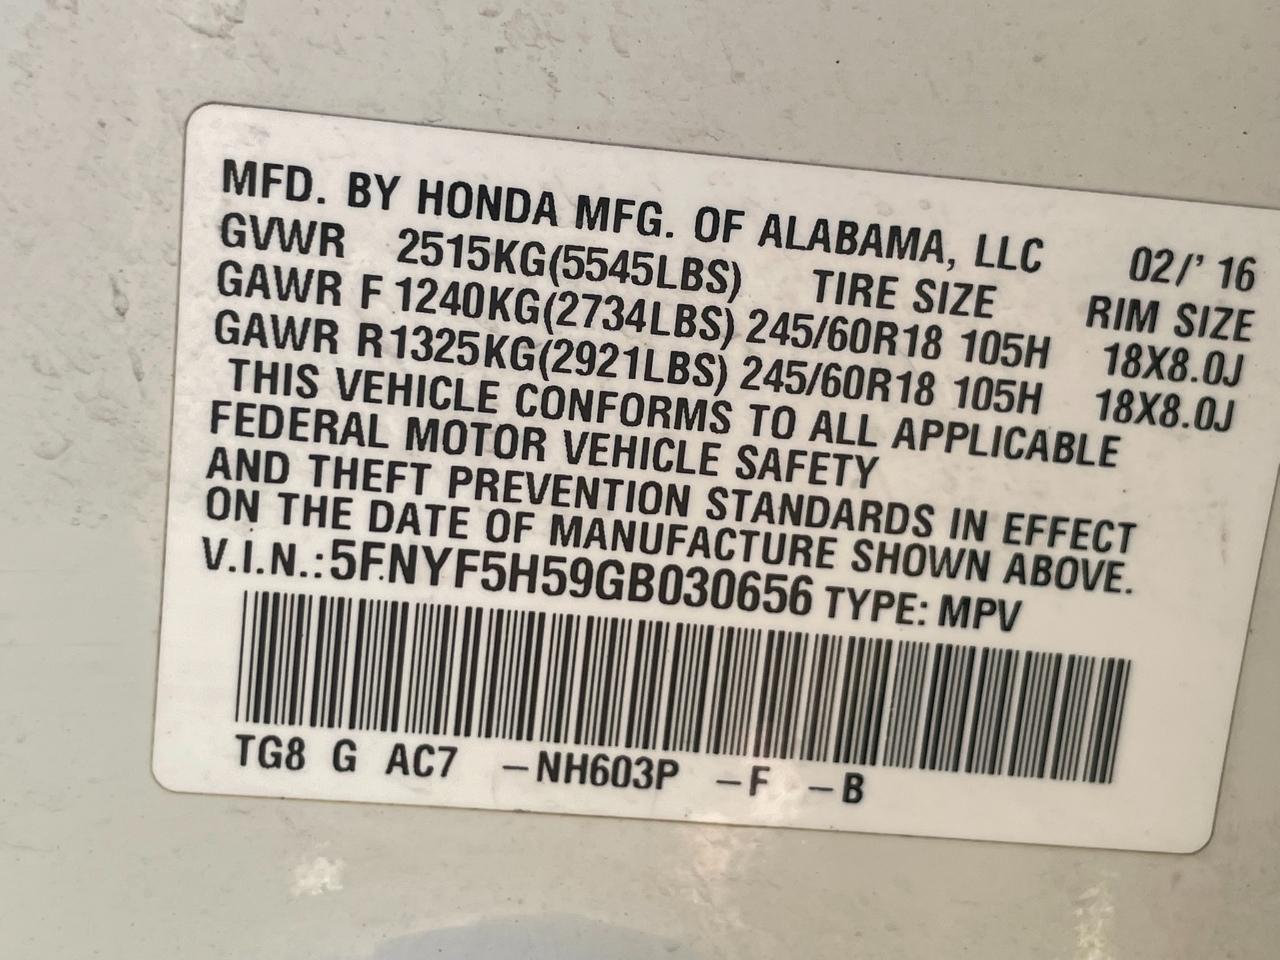 MFD. BY HONDA MFG. OF ALABAMA, LLC 02/' 16
GVWR 2515KG(5545LBS) TIRE SIZE RIM SIZE
GAWR F 1240KG(2734LBS) 245/60R18 105H 18X8.0J
GAWR R1325KG(2921LBS) 245/60R18 105H 18X8.0J
THIS VEHICLE CONFORMS TO ALL APPLICABLE
FEDERAL MOTOR VEHICLE SAFETY
AND THEFT PREVENTION STANDARDS IN EFFECT
ON THE DATE OF MANUFACTURE SHOWN ABOVE.
V.I.N.:5FNYF5H59GB030656 TYPE: MPV
TG8 G AC7 –NH603P –F –B